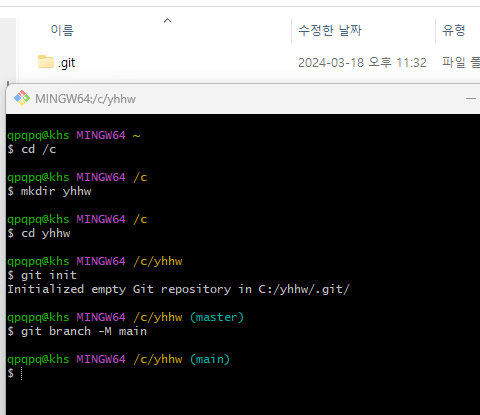 이름 수정한 날짜 유형
.git 2024-03-18 오후 11:32 파일 폴
MINGW64:/c/yhhw
qpqpq@khs MINGW64 ~
$ cd /c
qpqpq@khs MINGW64 /c
$ mkdir yhhw
qpqpq@khs MINGW64 /c
$ cd yhhw
qpqpq@khs MINGW64 /c/yhhw
$ git init
Initialized empty Git repository in C:/yhhw/.git/
qpqpq@khs MINGW64 /c/yhhw (master)
$ git branch -M main
qpqpq@khs MINGW64 /c/yhhw (main)
$